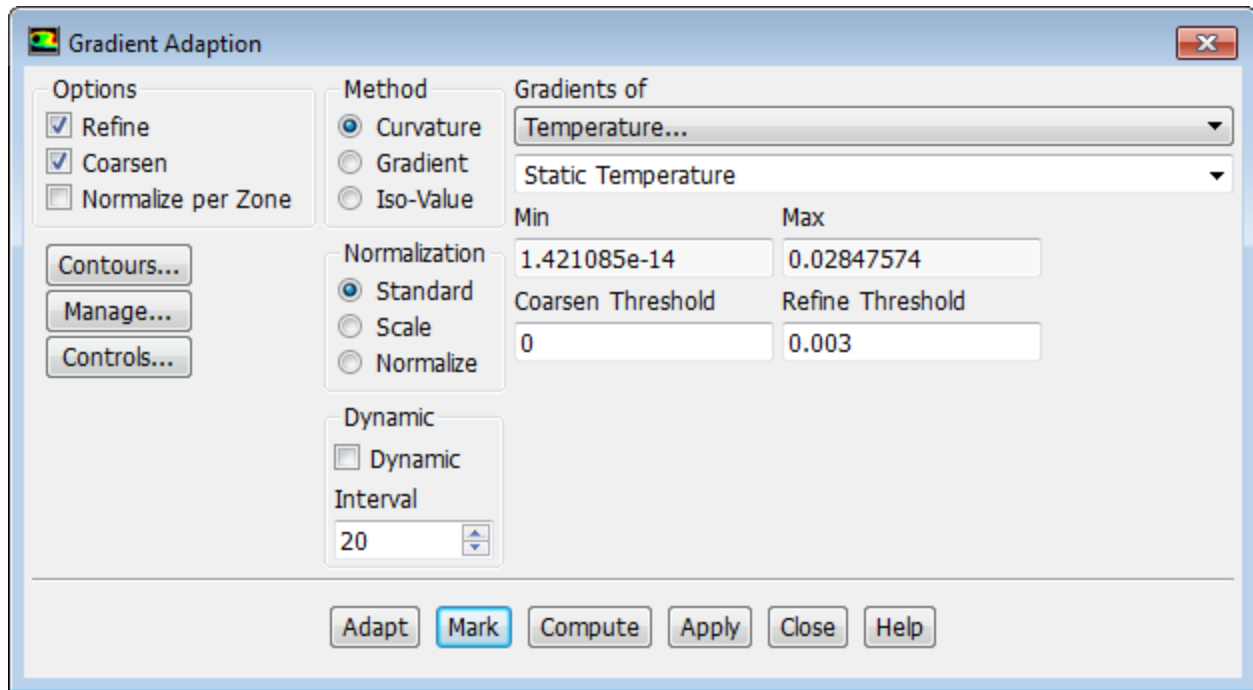 Gradient Adaption
Options
Refine
Coarsen
Normalize per Zone
Contours...
Manage...
Controls...
Method
Curvature
Gradient
Iso-Value
Normalization
Standard
Scale
Normalize
Dynamic
Dynamic
Interval
20
Gradients of
Temperature...
Static Temperature
Min Max
1.421085e-14 0.02847574
Coarsen Threshold Refine Threshold
0 0.003
Adapt Mark Compute Apply Close Help